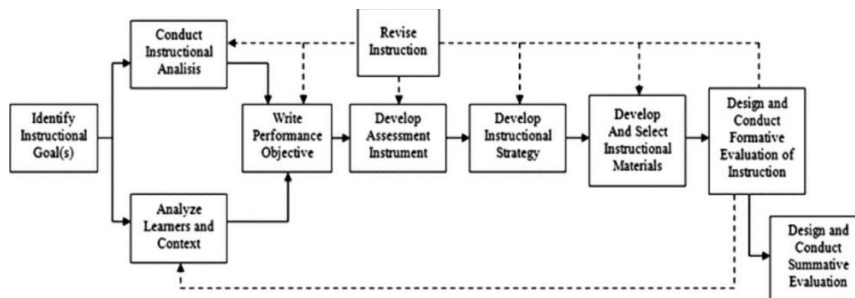 Conduct
Instructional
Analisis
Revise
Instruction
Identify
Instructional
Goal(s)
Write
Performance
Objective
Develop
Assessment
Instrument
Develop
Instructional
Strategy
Develop
And Select
Instructional
Materials
Design and
Conduct
Formative
Evaluation of
Instruction
Analyze
Learners and
Context
Design and
Conduct
Summative
Evaluation